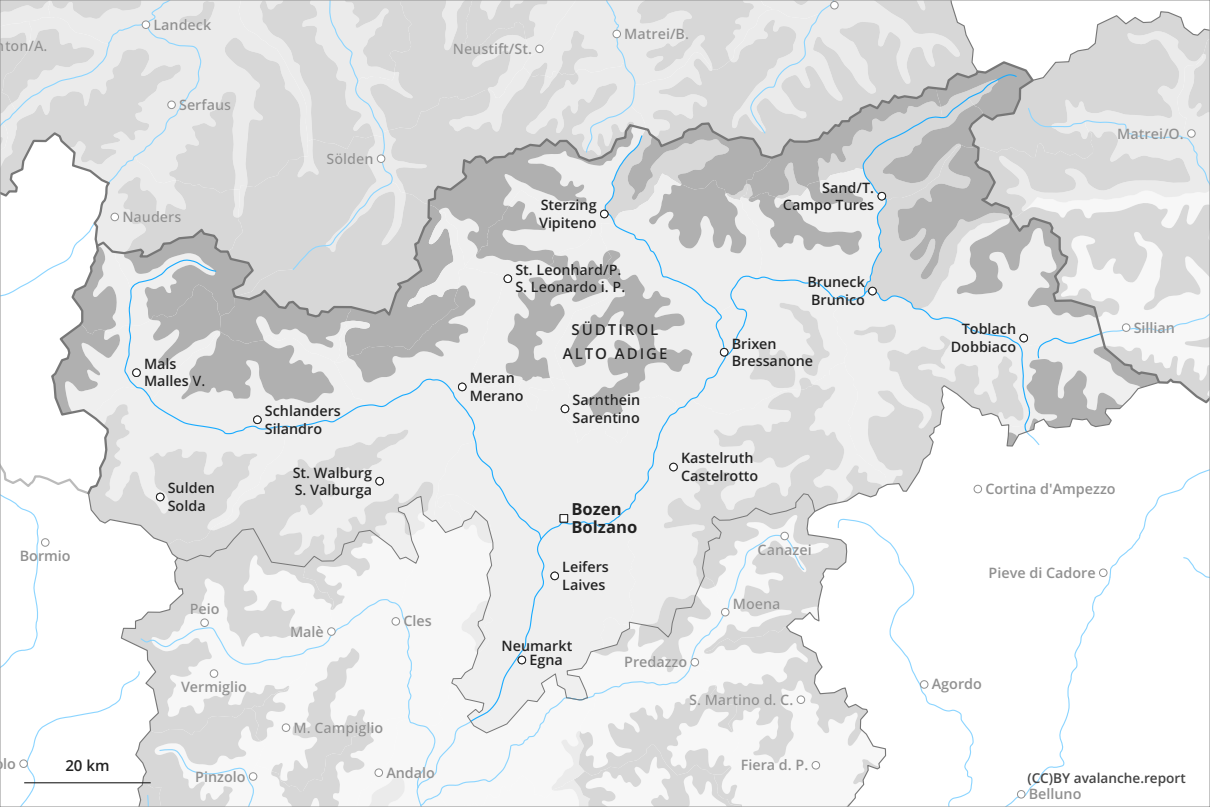 Landeck
Neustift/St.
Matrei/B.
nton/A.
Serfaus
Matrei/O.
Sölden
Sand/T.
Campo Tures
Sterzing
Vipiteno
Nauders
St. Leonhard/P.
S. Leonardo i. P.
Bruneck
Brunico
SÜDTIROL
ALTO ADIGE
Toblach
Dobbiaco
Sillian
Brixen
Bressanone
Mals
Malles V.
Meran
Merano
Schlanders
Silandro
Sarnthein
Sarentino
Kastelruth
Castelrotto
St. Walburg
S. Valburga
Sulden
Solda
Cortina d'Ampezzo
Bozen
Bolzano
Bormio
Canazei
Leifers
Laives
Pieve di Cadore
Peio
Moena
Malè
Cles
Neumarkt
Egna
Predazzo
Vermiglio
Agordo
S. Martino d. C.
M. Campiglio
olo
20 km
Pinzolo
Andalo
Fiera d. P.
(CC)BY avalanche.report
Belluno